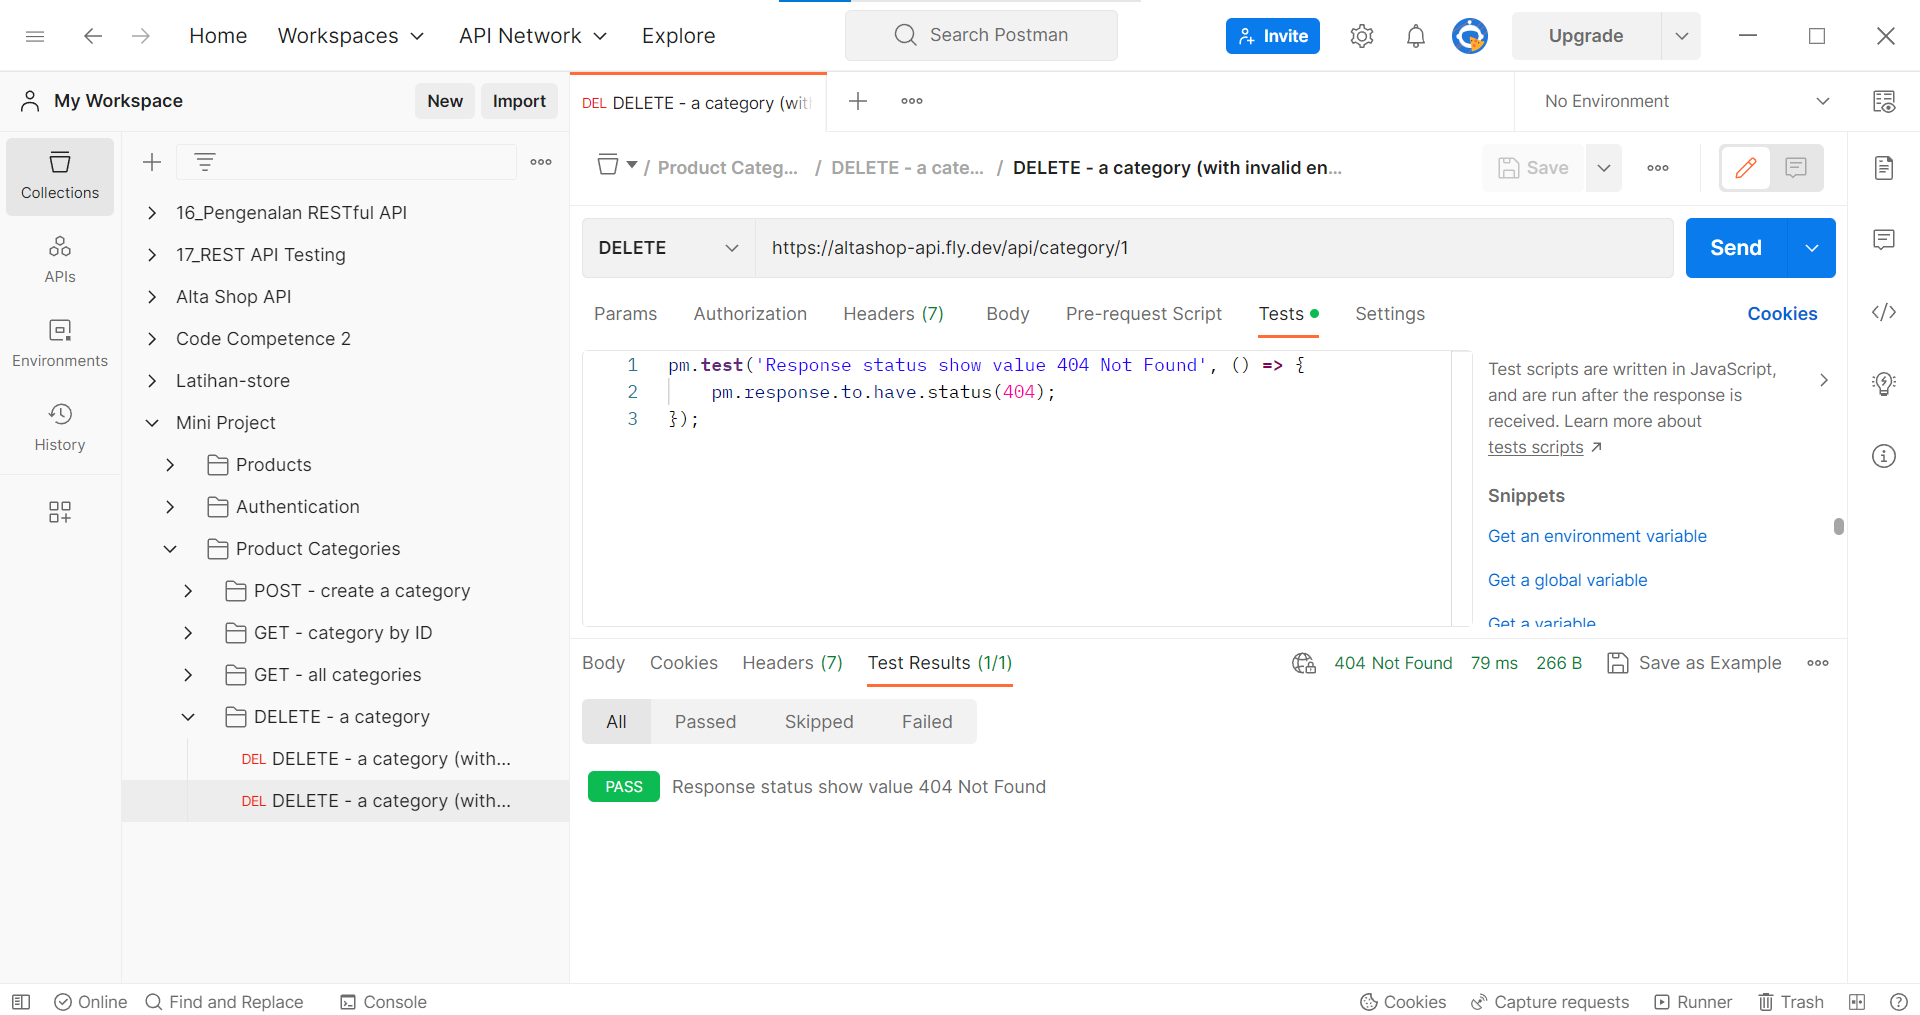 Home Workspaces API Network Explore Search Postman Invite Upgrade
My Workspace New Import
DEL DELETE - a category (wit No Environment
Collections
APIs
Environments
History
16_Pengenalan RESTful API
17_REST API Testing
Alta Shop API
Code Competence 2
Latihan-store
Mini Project
Products
Authentication
Product Categories
POST - create a category
GET - category by ID
GET - all categories
DELETE - a category
DEL DELETE - a category (with...
DEL DELETE - a category (with...
/ Product Categ... / DELETE - a cate... / DELETE - a category (with invalid en... Save
DELETE https://altashop-api.fly.dev/api/category/1 Send
Params Authorization Headers (7) Body Pre-request Script Tests Settings Cookies
1 pm.test('Response status show value 404 Not Found', () => {
2 pm.response.to.have.status(404);
3 });
Test scripts are written in JavaScript,
and are run after the response is
received. Learn more about
tests scripts
Snippets
Get an environment variable
Get a global variable
Get a variable
Body Cookies Headers (7) Test Results (1/1) 404 Not Found 79 ms 266 B Save as Example
All Passed Skipped Failed
PASS Response status show value 404 Not Found
Online Find and Replace Console Cookies Capture requests Runner Trash